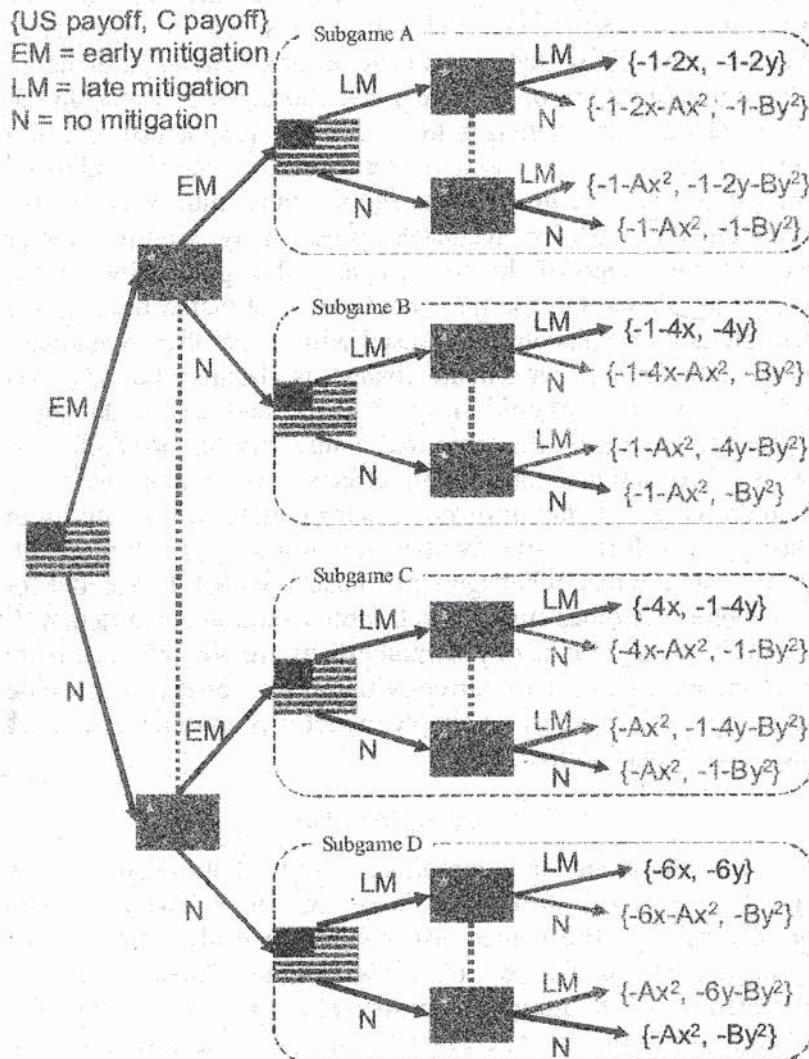 {US payoff, C payoff}
EM = early mitigation
LM = late mitigation
N = no mitigation
Subgame A
LM
LM
{-1-2x, -1-2y}
N
{-1-2x-Ax², -1-By²}
EM
N
LM
{-1-Ax², -1-2y-By²}
N
{-1-Ax², -1-By²}
Subgame B
LM
LM
{-1-4x, -4y}
N
N
{-1-4x-Ax², -By²}
EM
N
LM
{-1-Ax², -4y-By²}
N
{-1-Ax², -By²}
Subgame C
LM
LM
{-4x, -1-4y}
N
{-4x-Ax², -1-By²}
N
EM
N
LM
{-Ax², -1-4y-By²}
N
{-Ax², -1-By²}
Subgame D
LM
LM
{-6x, -6y}
N
N
{-6x-Ax², -By²}
N
LM
{-Ax², -6y-By²}
N
{-Ax², -By²}